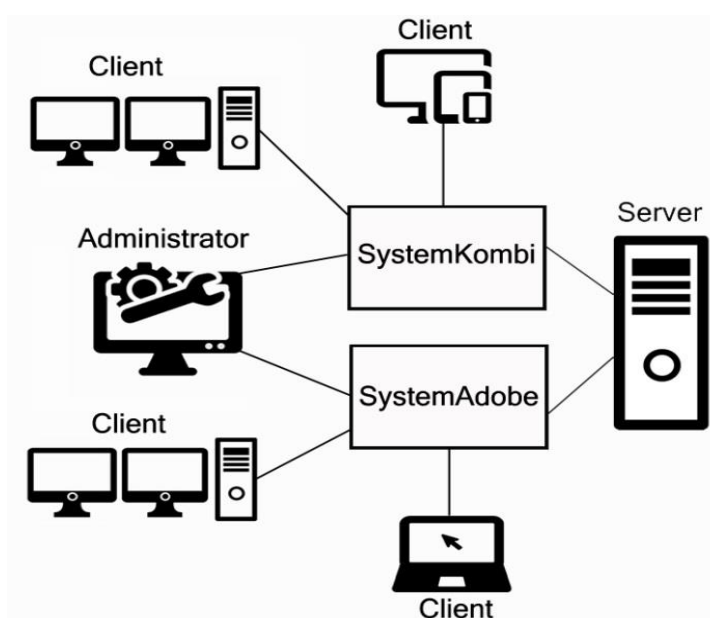 Client
Client
Server
Administrator
SystemKombi
SystemAdobe
Client
Client